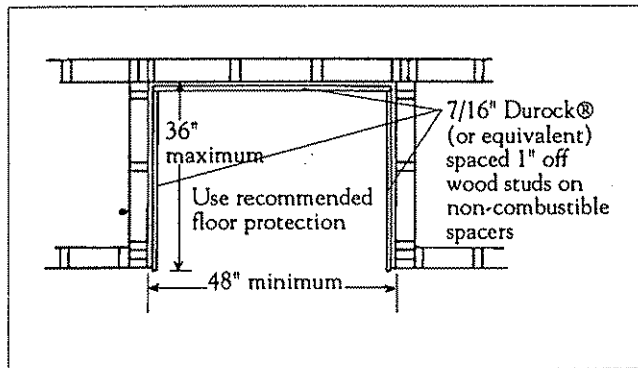 36"
maximum
Use recommended
floor protection
48" minimum
7/16" Durock®
(or equivalent)
spaced 1" off
wood studs on
non-combustible
spacers